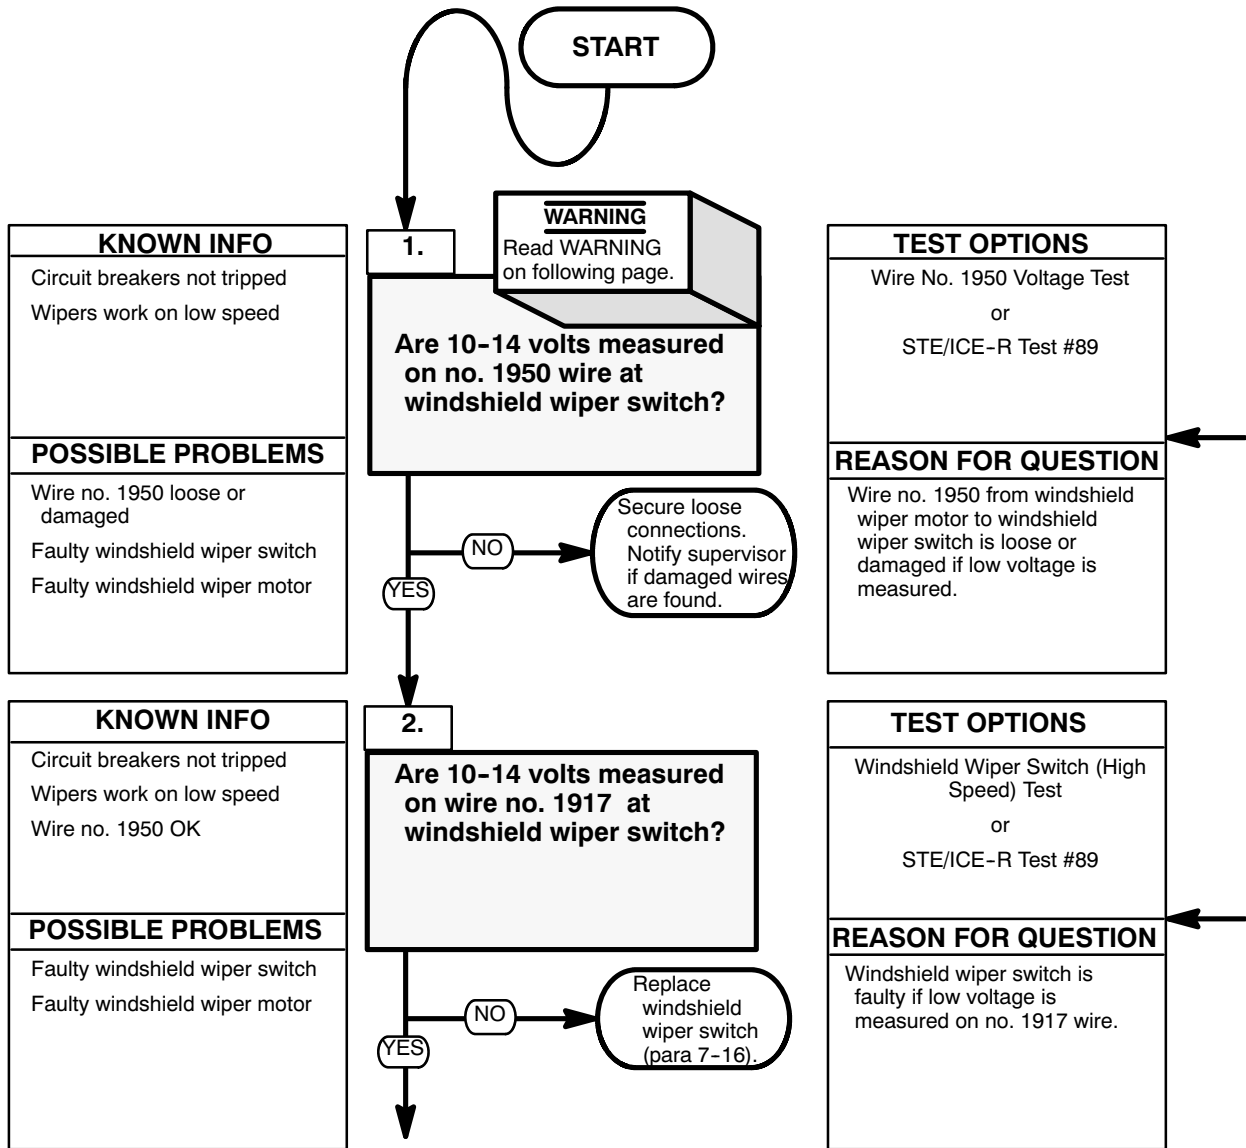 START
WARNING
Read WARNING
on following page.
KNOWN INFO
Circuit breakers not tripped
Wipers work on low speed
POSSIBLE PROBLEMS
Wire no. 1950 loose or
damaged
Faulty windshield wiper switch
Faulty windshield wiper motor
1.
Are 10-14 volts measured
on no. 1950 wire at
windshield wiper switch?
NO
Secure loose
connections.
Notify supervisor
if damaged wires
are found.
YES
TEST OPTIONS
Wire No. 1950 Voltage Test
or
STE/ICE-R Test #89
REASON FOR QUESTION
Wire no. 1950 from windshield
wiper motor to windshield
wiper switch is loose or
damaged if low voltage is
measured.
KNOWN INFO
Circuit breakers not tripped
Wipers work on low speed
Wire no. 1950 OK
POSSIBLE PROBLEMS
Faulty windshield wiper switch
Faulty windshield wiper motor
2.
Are 10-14 volts measured
on wire no. 1917 at
windshield wiper switch?
NO
Replace
windshield
wiper switch
(para 7-16).
YES
TEST OPTIONS
Windshield Wiper Switch (High
Speed) Test
or
STE/ICE-R Test #89
REASON FOR QUESTION
Windshield wiper switch is
faulty if low voltage is
measured on no. 1917 wire.